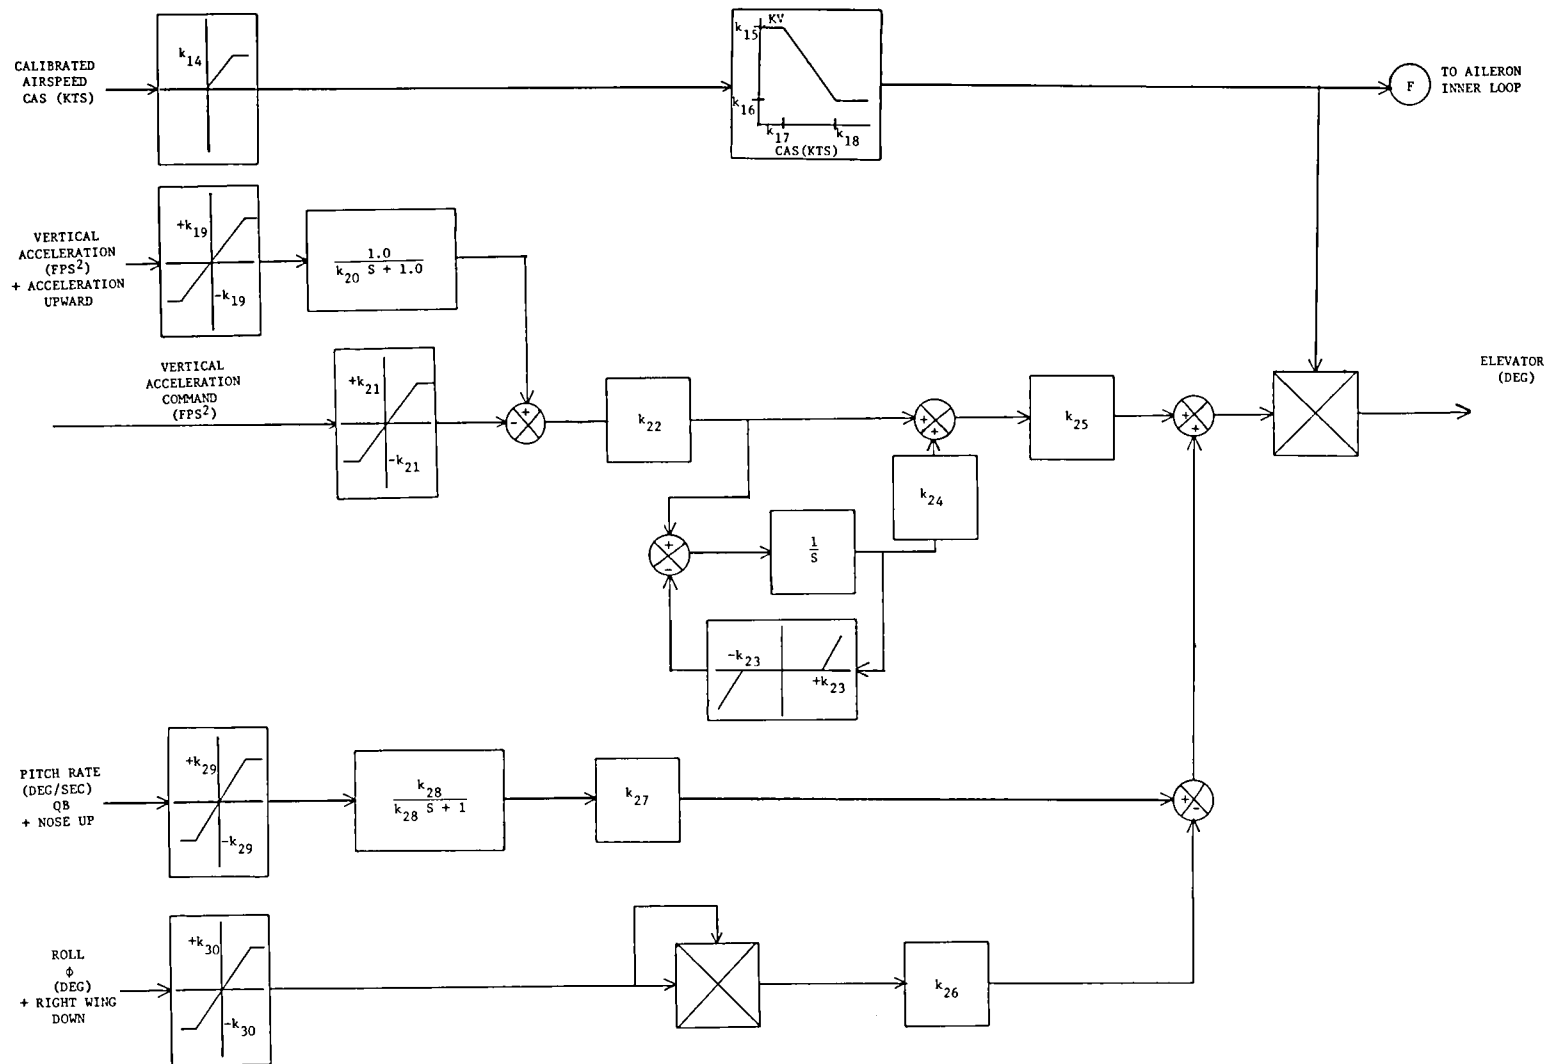 CALIBRATED
AIRSPEED
CAS (KTS)
k14
KV
k15
k16
k17
k18
CAS(KTS)
F
TO AILERON
INNER LOOP
VERTICAL
ACCELERATION
(FPS²)
+ ACCELERATION
UPWARD
+k19
-k19
1.0
k20 S + 1.0
VERTICAL
ACCELERATION
COMMAND
(FPS²)
+k21
-k21
+
-
k22
+
+
k25
+
+
ELEVATOR
(DEG)
k24
+
-
1
S
-k23
+k23
PITCH RATE
(DEG/SEC)
QB
+ NOSE UP
+k29
-k29
k28
k28 S + 1
k27
+
-
ROLL
ϕ
(DEG)
+ RIGHT WING
DOWN
+k30
-k30
k26